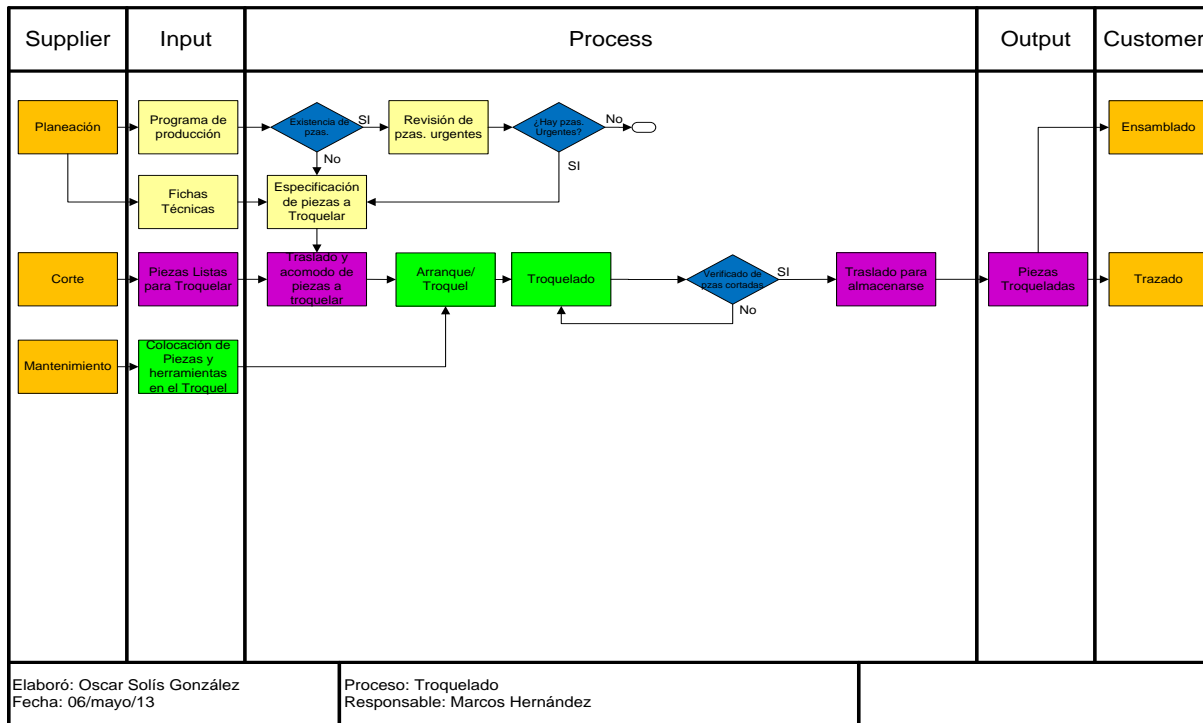 Supplier
Input
Process
Output
Customer
Planeación
Programa de
producción
Existencia de
pzas.
SI
Revisión de
pzas. urgentes
¿Hay pzas.
Urgentes?
No
Ensamblado
No
SI
Fichas
Técnicas
Especificación
de piezas a
Troquelar
Corte
Piezas Listas
para Troquelar
Traslado y
acomodo de
piezas a
troquelar
Arranque/
Troquel
Troquelado
Verificado de
pzas cortadas
SI
Traslado para
almacenarse
Piezas
Troqueladas
Trazado
No
Mantenimiento
Colocación de
Piezas y
herramientas
en el Troquel
Elaboró: Oscar Solís González
Fecha: 06/mayo/13
Proceso: Troquelado
Responsable: Marcos Hernández